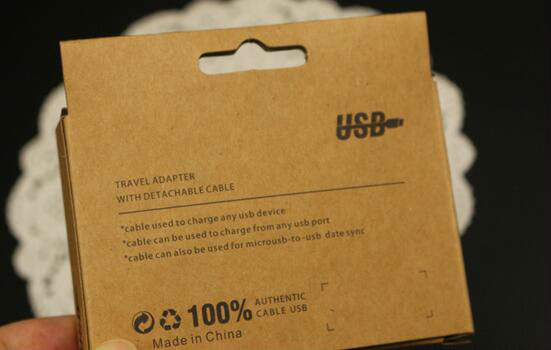 USB
TRAVEL ADAPTER
WITH DETACHABLE CABLE
*cable used to charge any usb device
*cable can be used to charge from any usb port
*cable can also be used for microusb-to-usb date sync
100% AUTHENTIC
CABLE USB
Made in China